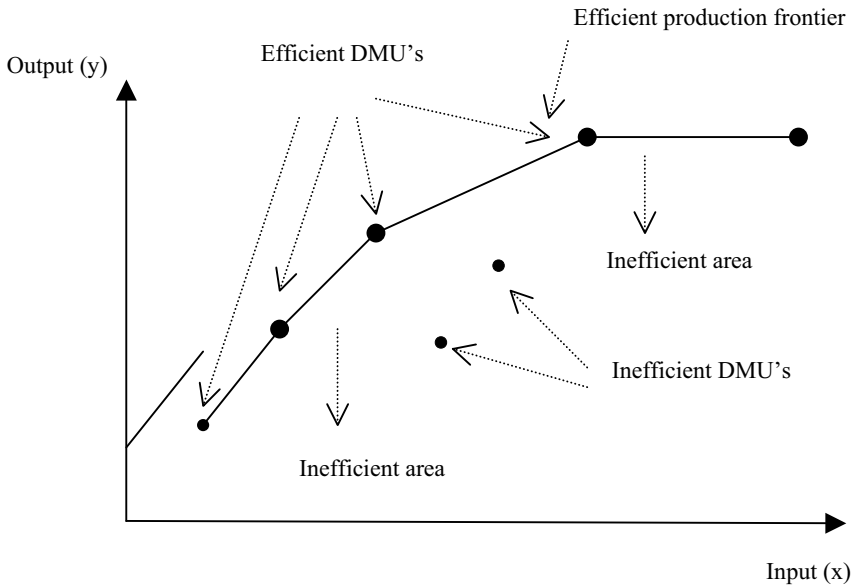 Efficient production frontier
Efficient DMU’s
Output (y)
Inefficient area
Inefficient DMU’s
Inefficient area
Input (x)